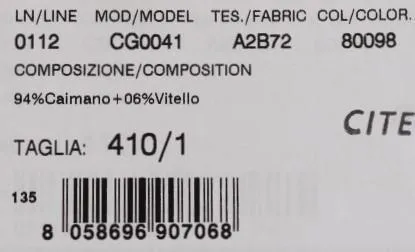 LN/LINE MOD/MODEL TES./FABRIC COL/COLOR.
0112 CG0041 A2B72 80098
COMPOSIZIONE/COMPOSITION
94%Caimano+06%Vitello
CITE
TAGLIA: 410/1
135
8 058696 907068